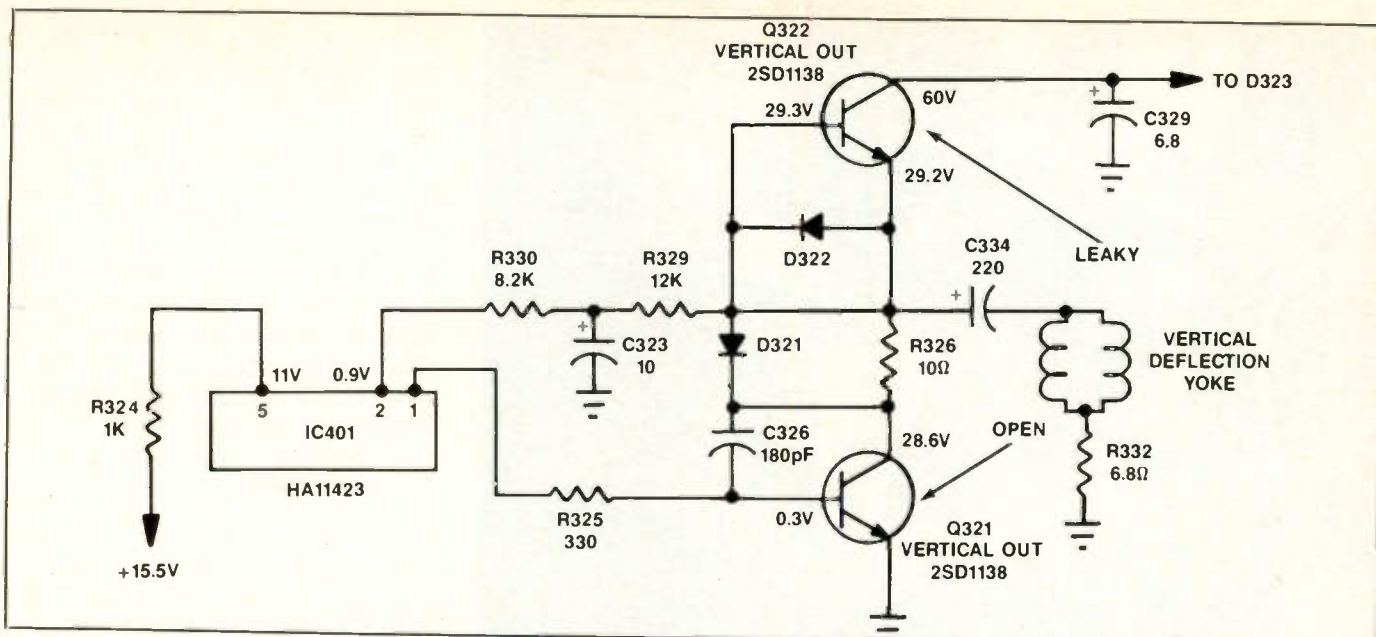 Q322
VERTICAL OUT
2SD1138
29.3V
60V
TO D323
+
C329
6.8
29.2V
LEAKY
D322
R330
8.2K
R329
12K
C334
220
+
+
C323
10
D321
R326
10Ω
VERTICAL
DEFLECTION
YOKE
R324
1K
11V
0.9V
5
2
1
IC401
HA11423
C326
180pF
28.6V
OPEN
R332
6.8Ω
R325
330
0.3V
Q321
VERTICAL OUT
2SD1138
+15.5V